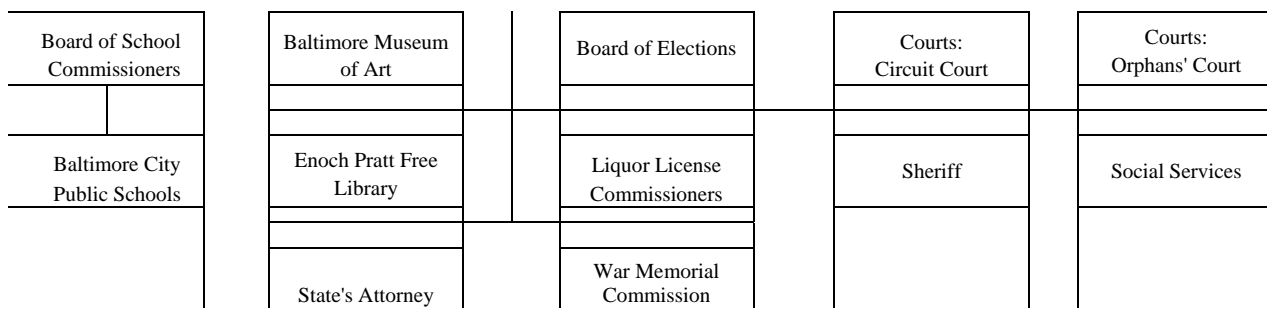 Board of School
Commissioners
Baltimore Museum
of Art
Board of Elections
Courts:
Circuit Court
Courts:
Orphans' Court
Baltimore City
Public Schools
Enoch Pratt Free
Library
Liquor License
Commissioners
Sheriff
Social Services
State's Attorney
War Memorial
Commission